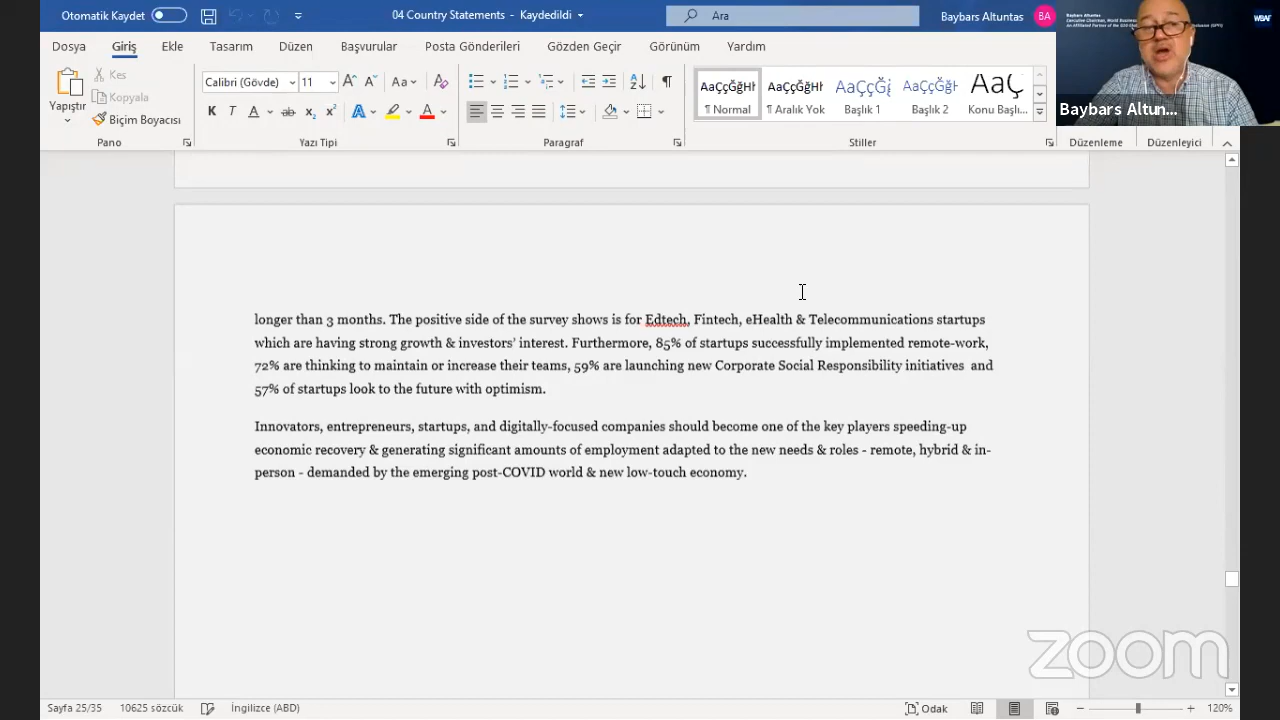 Otomatik Kaydet
04 Country Statements - Kaydedildi
Ara
Baybars Altuntas
BA
Baybars Altuntas
WBAF
Dosya
Giriş
Ekle
Tasarım
Düzen
Başvurular
Posta Gönderileri
Gözden Geçir
Görünüm
Yardım
Baybars Altun...
Yapıştır
Kes
Kopyala
Biçim Boyacısı
Calibri (Gövde)
11
AaÇçĞğHh
¶ Normal
AaÇçĞğHh
¶ Aralık Yok
AaÇçĞğ
Başlık 1
AaÇçĞğH
Başlık 2
AaÇ
Konu Başlı...
Pano
Yazı Tipi
Paragraf
Stiller
Düzenleme
Düzenleyici
longer than 3 months. The positive side of the survey shows is for Edtech, Fintech, eHealth & Telecommunications startups
which are having strong growth & investors' interest. Furthermore, 85% of startups successfully implemented remote-work,
72% are thinking to maintain or increase their teams, 59% are launching new Corporate Social Responsibility initiatives and
57% of startups look to the future with optimism.
Innovators, entrepreneurs, startups, and digitally-focused companies should become one of the key players speeding-up
economic recovery & generating significant amounts of employment adapted to the new needs & roles - remote, hybrid & in-
person - demanded by the emerging post-COVID world & new low-touch economy.
zoom
Sayfa 25/35
10625 sözcük
İngilizce (ABD)
Odak
120%